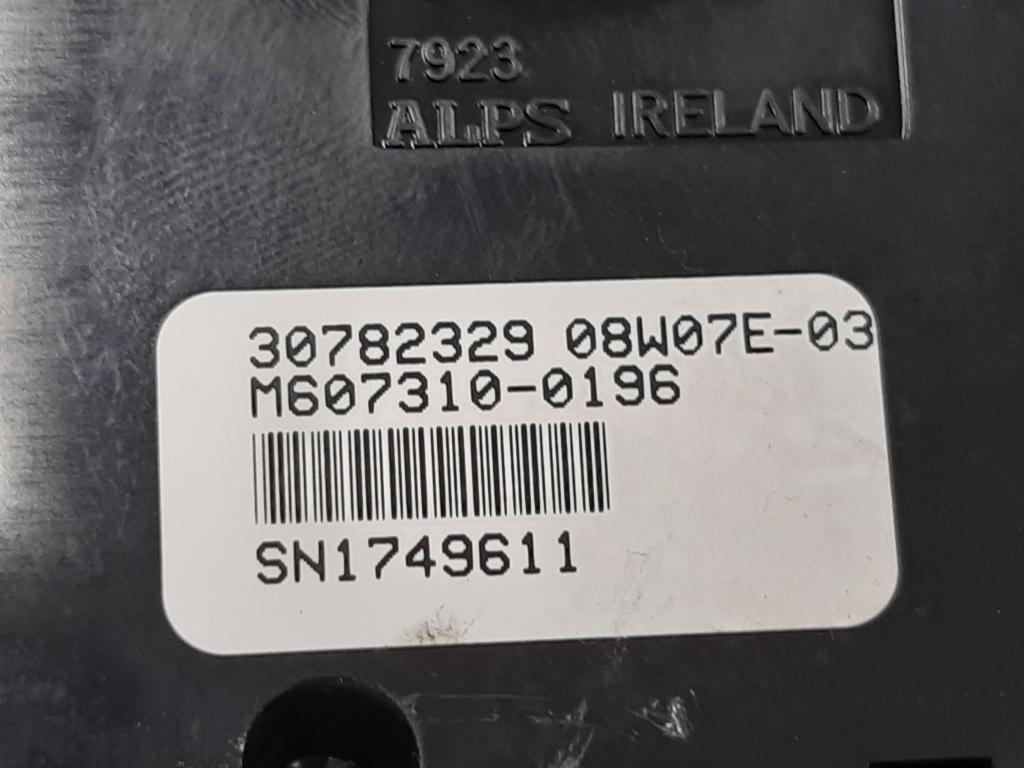 7923
ALPS IRELAND
30782329 08W07E-03
M607310-0196
SN1749611